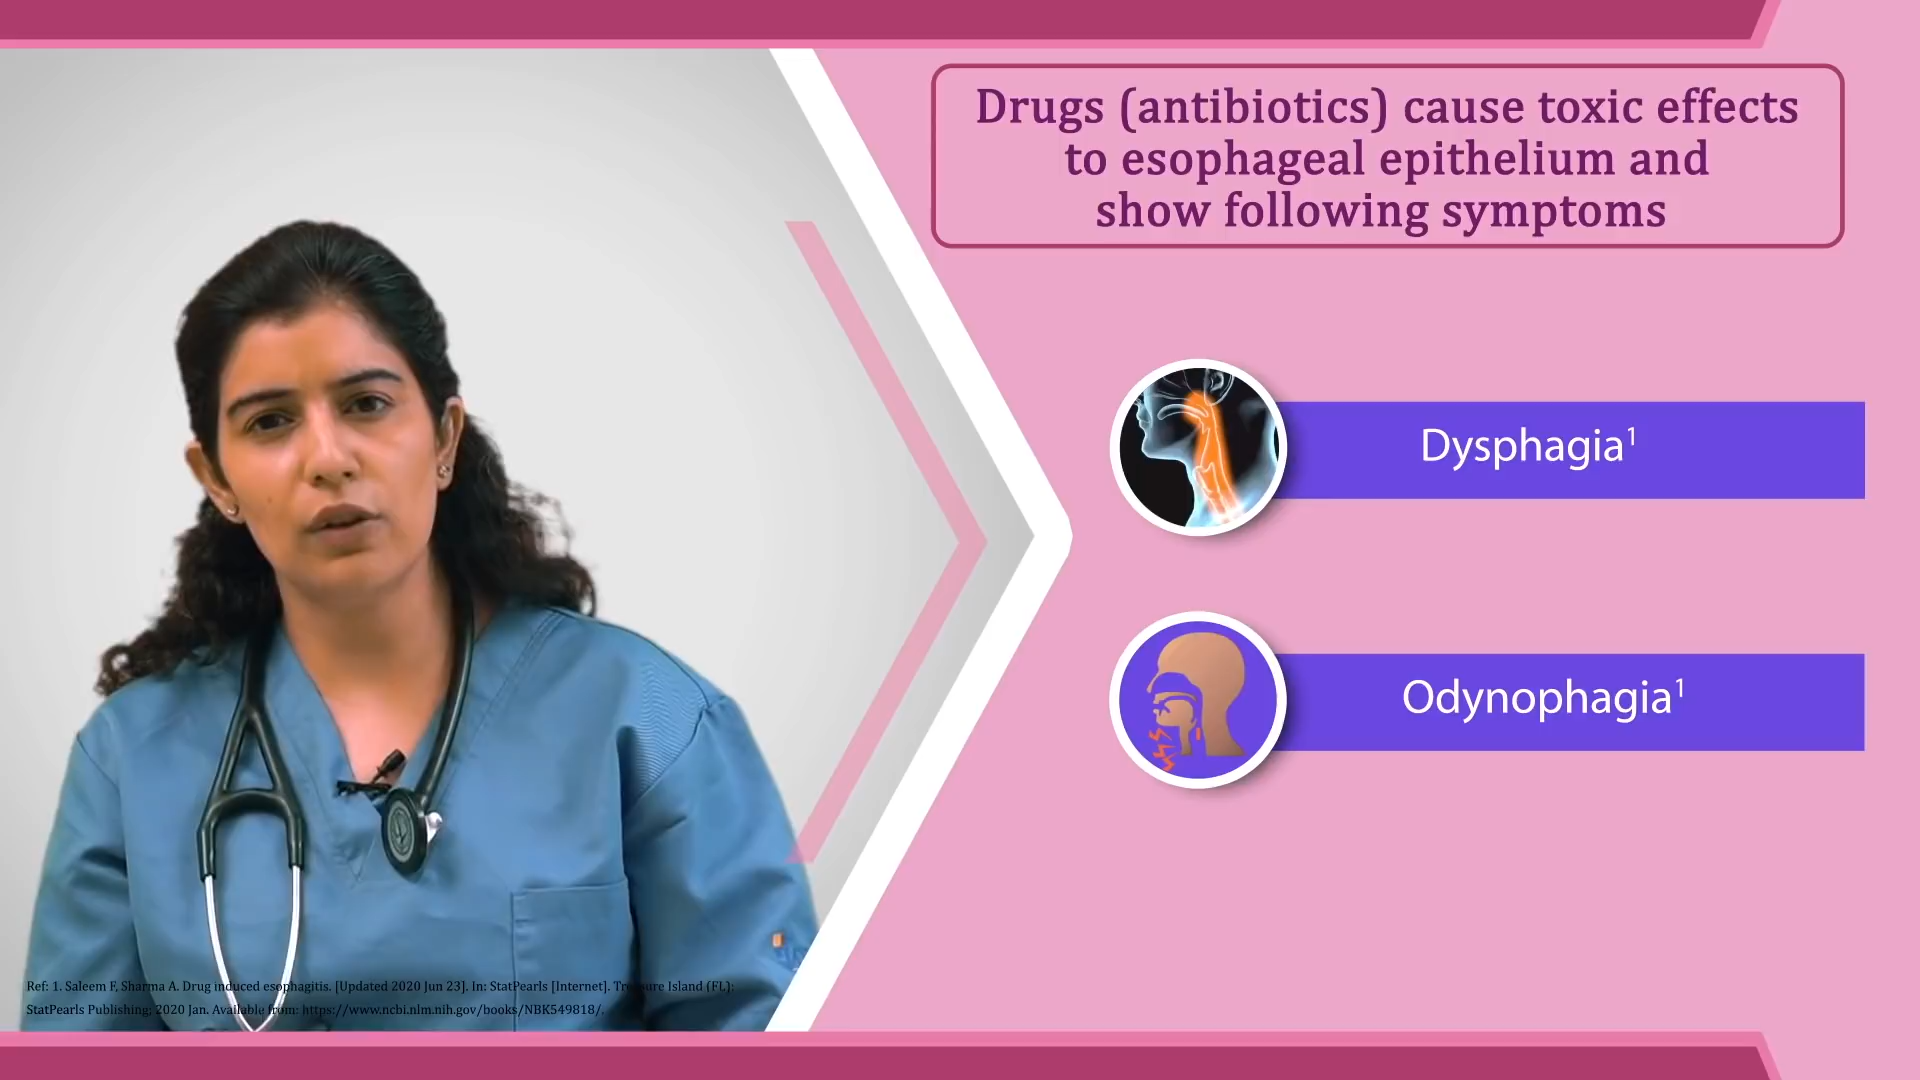 Drugs (antibiotics) cause toxic effects
to esophageal epithelium and
show following symptoms
Dysphagia¹
Odynophagia¹
Ref: 1. Saleem F, Sharma A. Drug induced esophagitis. [Updated 2020 Jun 23]. In: StatPearls [Internet]. Treasure Island (FL):
StatPearls Publishing; 2020 Jan. Available from: https://www.ncbi.nlm.nih.gov/books/NBK549818/.